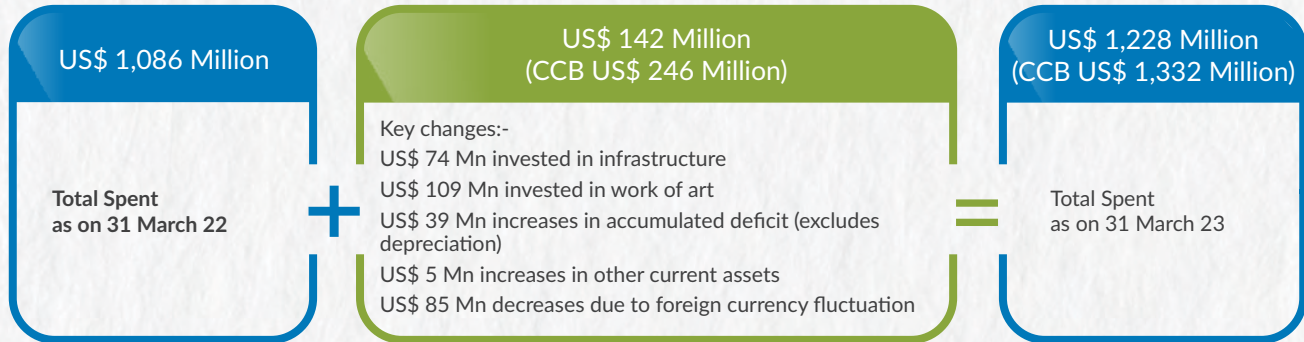 US$ 1,086 Million
Total Spent
as on 31 March 22
+
US$ 142 Million
(CCB US$ 246 Million)
Key changes:-
US$ 74 Mn invested in infrastructure
US$ 109 Mn invested in work of art
US$ 39 Mn increases in accumulated deficit (excludes
depreciation)
US$ 5 Mn increases in other current assets
US$ 85 Mn decreases due to foreign currency fluctuation
=
US$ 1,228 Million
(CCB US$ 1,332 Million)
Total Spent
as on 31 March 23